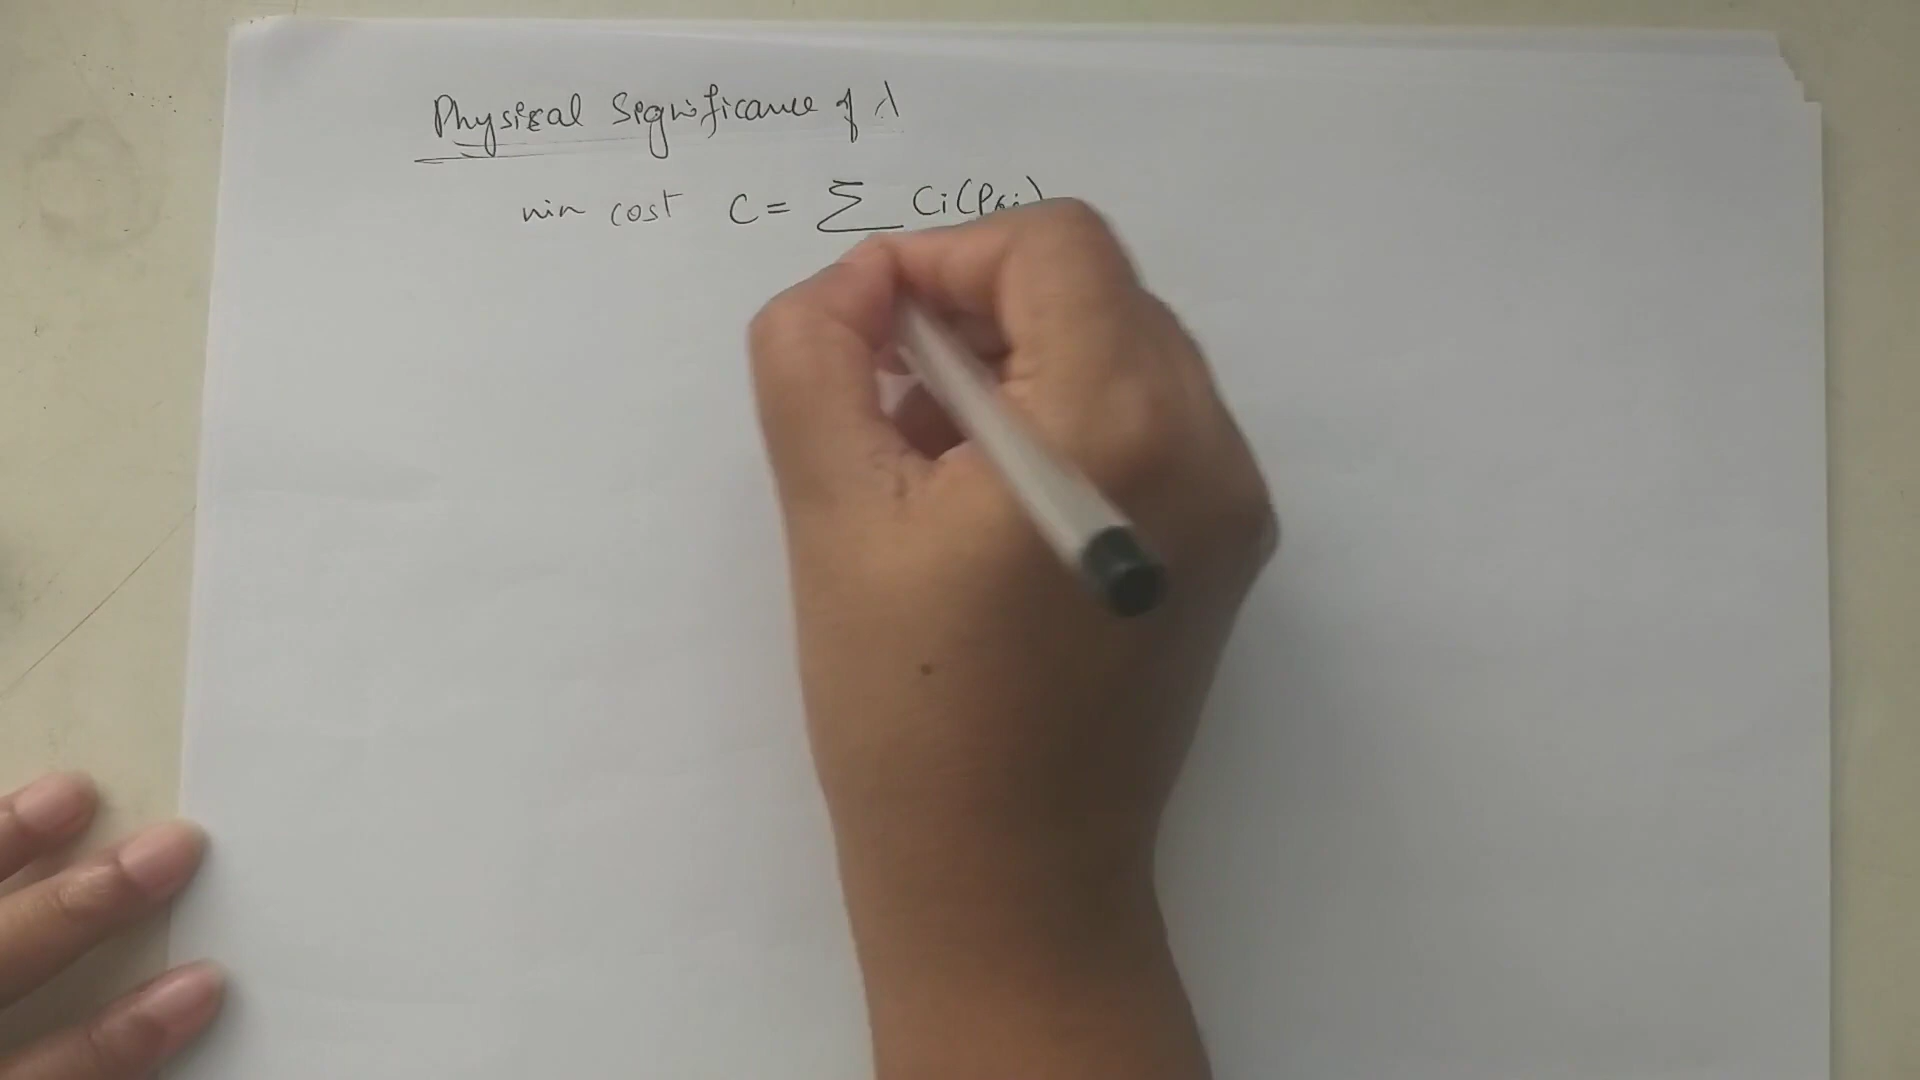 Physical Significance of λ
min cost C = ∑ Ci(PGi)